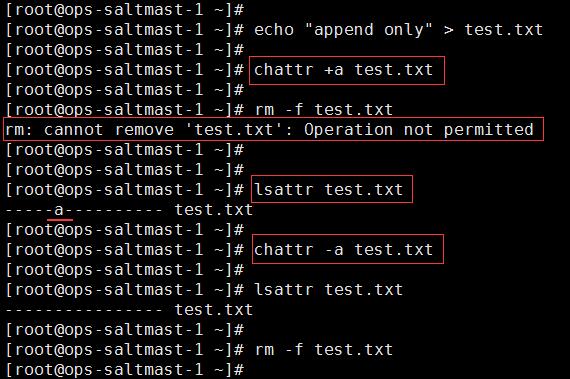 [root@ops-saltmast-1 ~]#
[root@ops-saltmast-1 ~]# echo "append only" > test.txt
[root@ops-saltmast-1 ~]#
[root@ops-saltmast-1 ~]# chattr +a test.txt
[root@ops-saltmast-1 ~]#
[root@ops-saltmast-1 ~]# rm -f test.txt
rm: cannot remove 'test.txt': Operation not permitted
[root@ops-saltmast-1 ~]#
[root@ops-saltmast-1 ~]#
[root@ops-saltmast-1 ~]# lsattr test.txt
-----a---------- test.txt
[root@ops-saltmast-1 ~]#
[root@ops-saltmast-1 ~]# chattr -a test.txt
[root@ops-saltmast-1 ~]#
[root@ops-saltmast-1 ~]# lsattr test.txt
---------------- test.txt
[root@ops-saltmast-1 ~]#
[root@ops-saltmast-1 ~]# rm -f test.txt
[root@ops-saltmast-1 ~]#